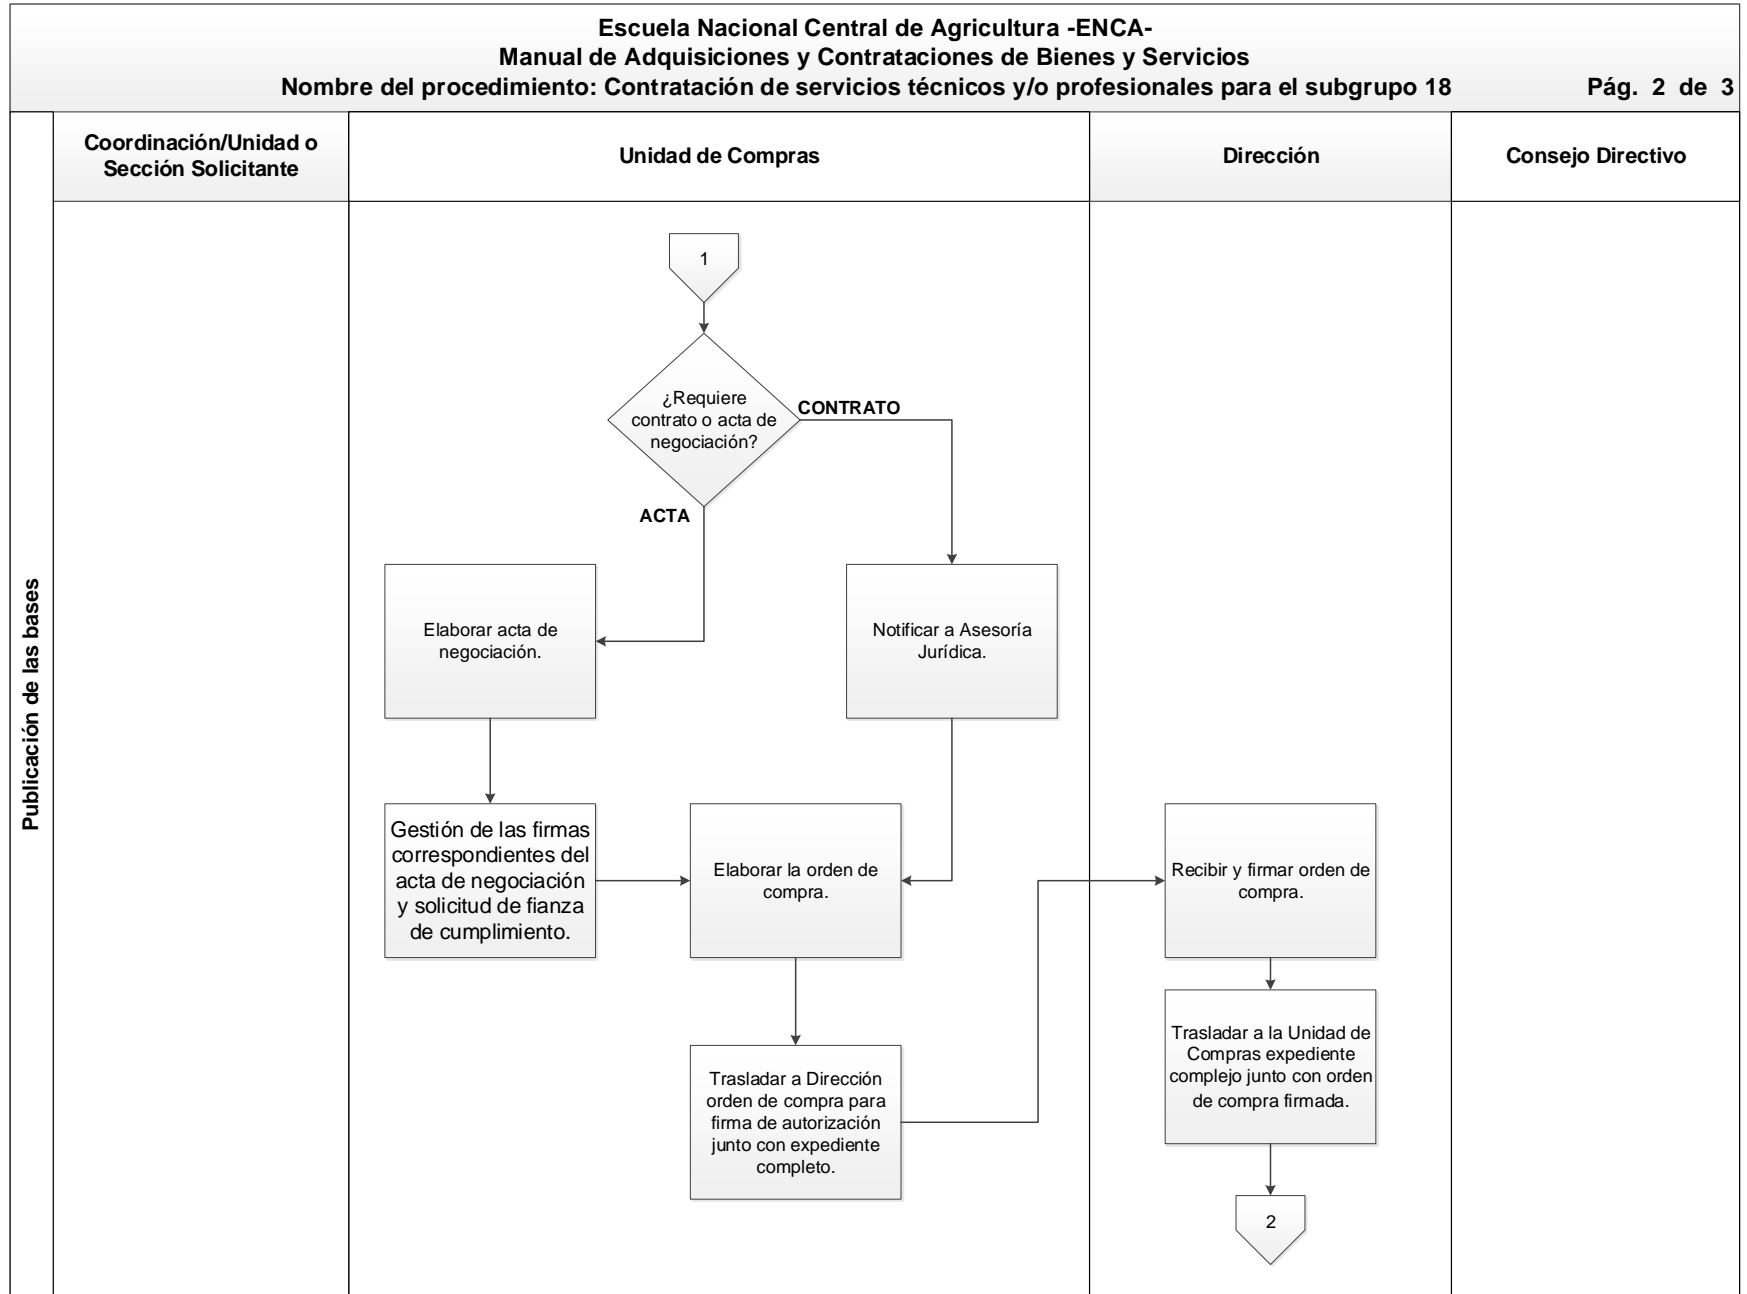 Escuela Nacional Central de Agricultura -ENCA-
Manual de Adquisiciones y Contrataciones de Bienes y Servicios
Nombre del procedimiento: Contratación de servicios técnicos y/o profesionales para el subgrupo 18 Pág. 2 de 3
Coordinación/Unidad o
Sección Solicitante
Unidad de Compras
Dirección
Consejo Directivo
Publicación de las bases
1
¿Requiere
contrato o acta de
negociación?
CONTRATO
ACTA
Elaborar acta de
negociación.
Notificar a Asesoría
Jurídica.
Gestión de las firmas
correspondientes del
acta de negociación
y solicitud de fianza
de cumplimiento.
Elaborar la orden de
compra.
Recibir y firmar orden de
compra.
Trasladar a Dirección
orden de compra para
firma de autorización
junto con expediente
completo.
Trasladar a la Unidad de
Compras expediente
complejo junto con orden
de compra firmada.
2